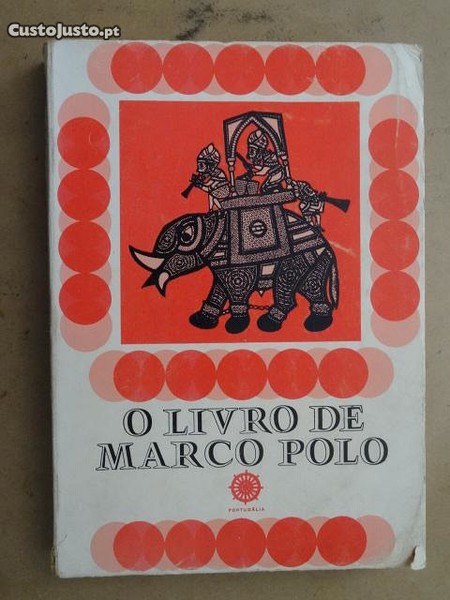 CustoJusto.pt
O LIVRO DE
MARCO POLO
PORTUGÁLIA